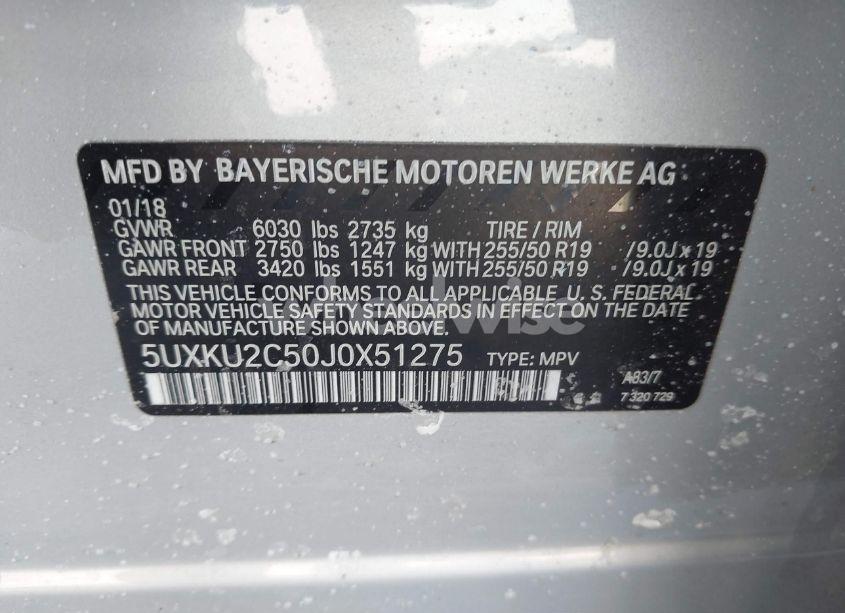 MFD BY BAYERISCHE MOTOREN WERKE AG
01/18
GVWR 6030 lbs 2735 kg TIRE / RIM
GAWR FRONT 2750 lbs 1247 kg WITH 255/50 R19 /9.0J x 19
GAWR REAR 3420 lbs 1551 kg WITH 255/50 R19 /9.0J x 19
THIS VEHICLE CONFORMS TO ALL APPLICABLE U. S. FEDERAL
MOTOR VEHICLE SAFETY STANDARDS IN EFFECT ON THE DATE
OF MANUFACTURE SHOWN ABOVE.
5UXKU2C50J0X51275 TYPE: MPV
A83/7
7 320 729